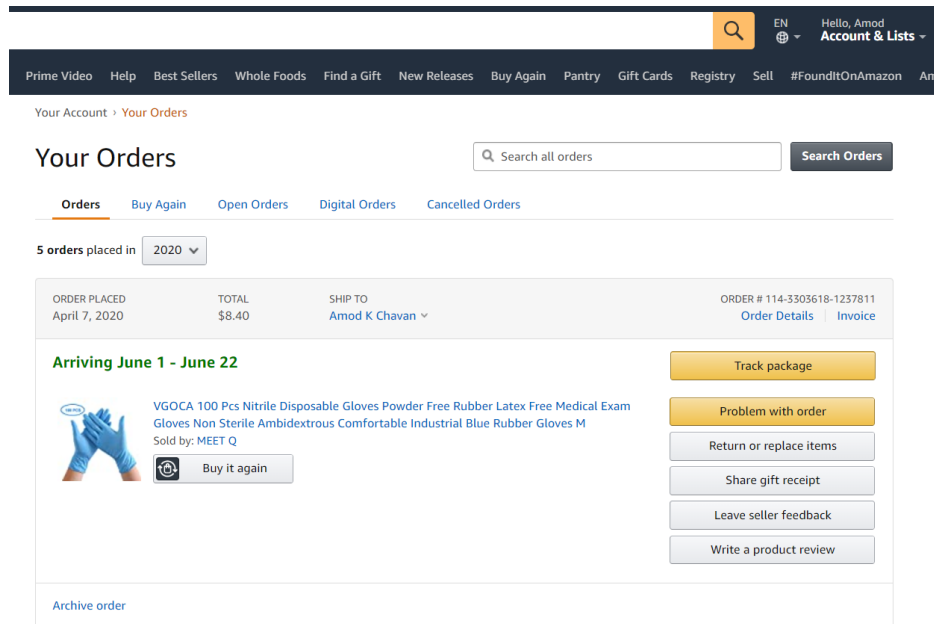 EN
Hello, Amod
Account & Lists
Prime Video Help Best Sellers Whole Foods Find a Gift New Releases Buy Again Pantry Gift Cards Registry Sell #FoundItOnAmazon
Your Account › Your Orders
Your Orders
Search all orders
Search Orders
Orders Buy Again Open Orders Digital Orders Cancelled Orders
5 orders placed in 2020
ORDER PLACED TOTAL SHIP TO ORDER # 114-3303618-1237811
April 7, 2020 $8.40 Amod K Chavan Order Details Invoice
Arriving June 1 - June 22
Track package
VGOCA 100 Pcs Nitrile Disposable Gloves Powder Free Rubber Latex Free Medical Exam
Gloves Non Sterile Ambidextrous Comfortable Industrial Blue Rubber Gloves M
Sold by: MEET Q
Buy it again
Problem with order
Return or replace items
Share gift receipt
Leave seller feedback
Write a product review
Archive order